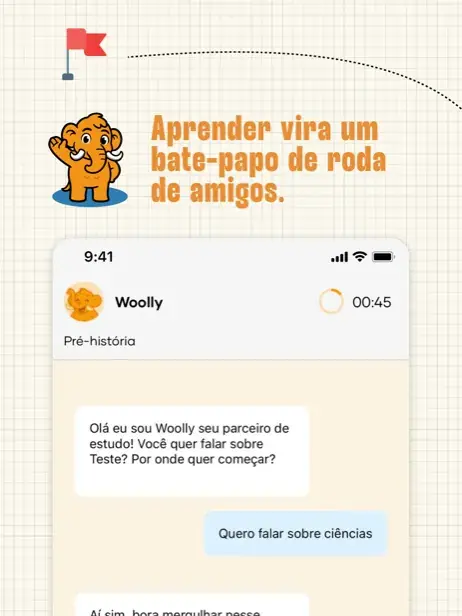 Aprender vira um
bate-papo de roda
de amigos.
9:41
Woolly
00:45
Pré-história
Olá eu sou Woolly seu parceiro de
estudo! Você quer falar sobre
Teste? Por onde quer começar?
Quero falar sobre ciências
Aí sim, bora mergulhar nesse